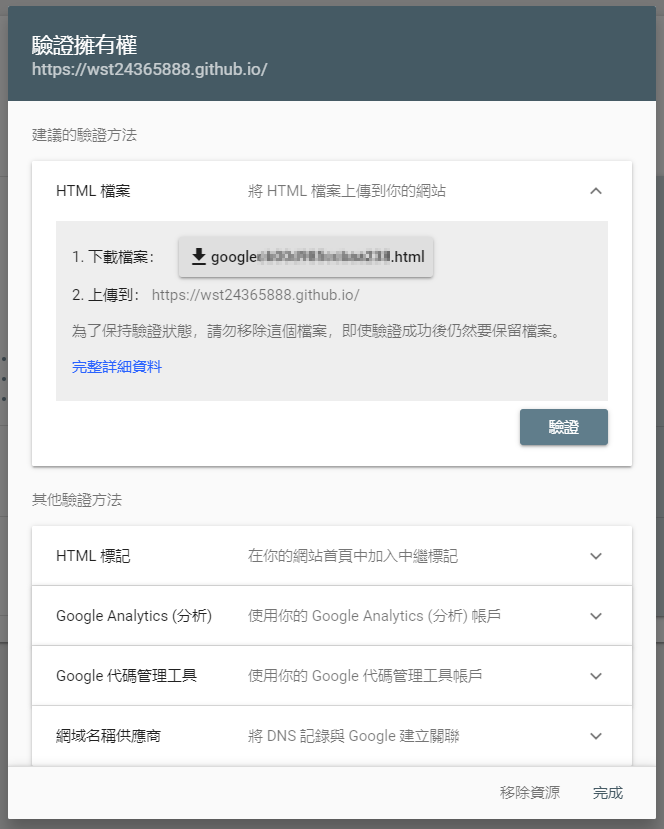 驗證擁有權
https://wst24365888.github.io/
建議的驗證方法
HTML 檔案 將 HTML 檔案上傳到你的網站
1. 下載檔案： google .html
2. 上傳到： https://wst24365888.github.io/
為了保持驗證狀態，請勿移除這個檔案，即使驗證成功後仍然要保留檔案。
完整詳細資料
驗證
其他驗證方法
HTML 標記 在你的網站首頁中加入中繼標記
Google Analytics (分析) 使用你的 Google Analytics (分析) 帳戶
Google 代碼管理工具 使用你的 Google 代碼管理工具帳戶
網域名稱供應商 將 DNS 記錄與 Google 建立關聯
移除資源 完成